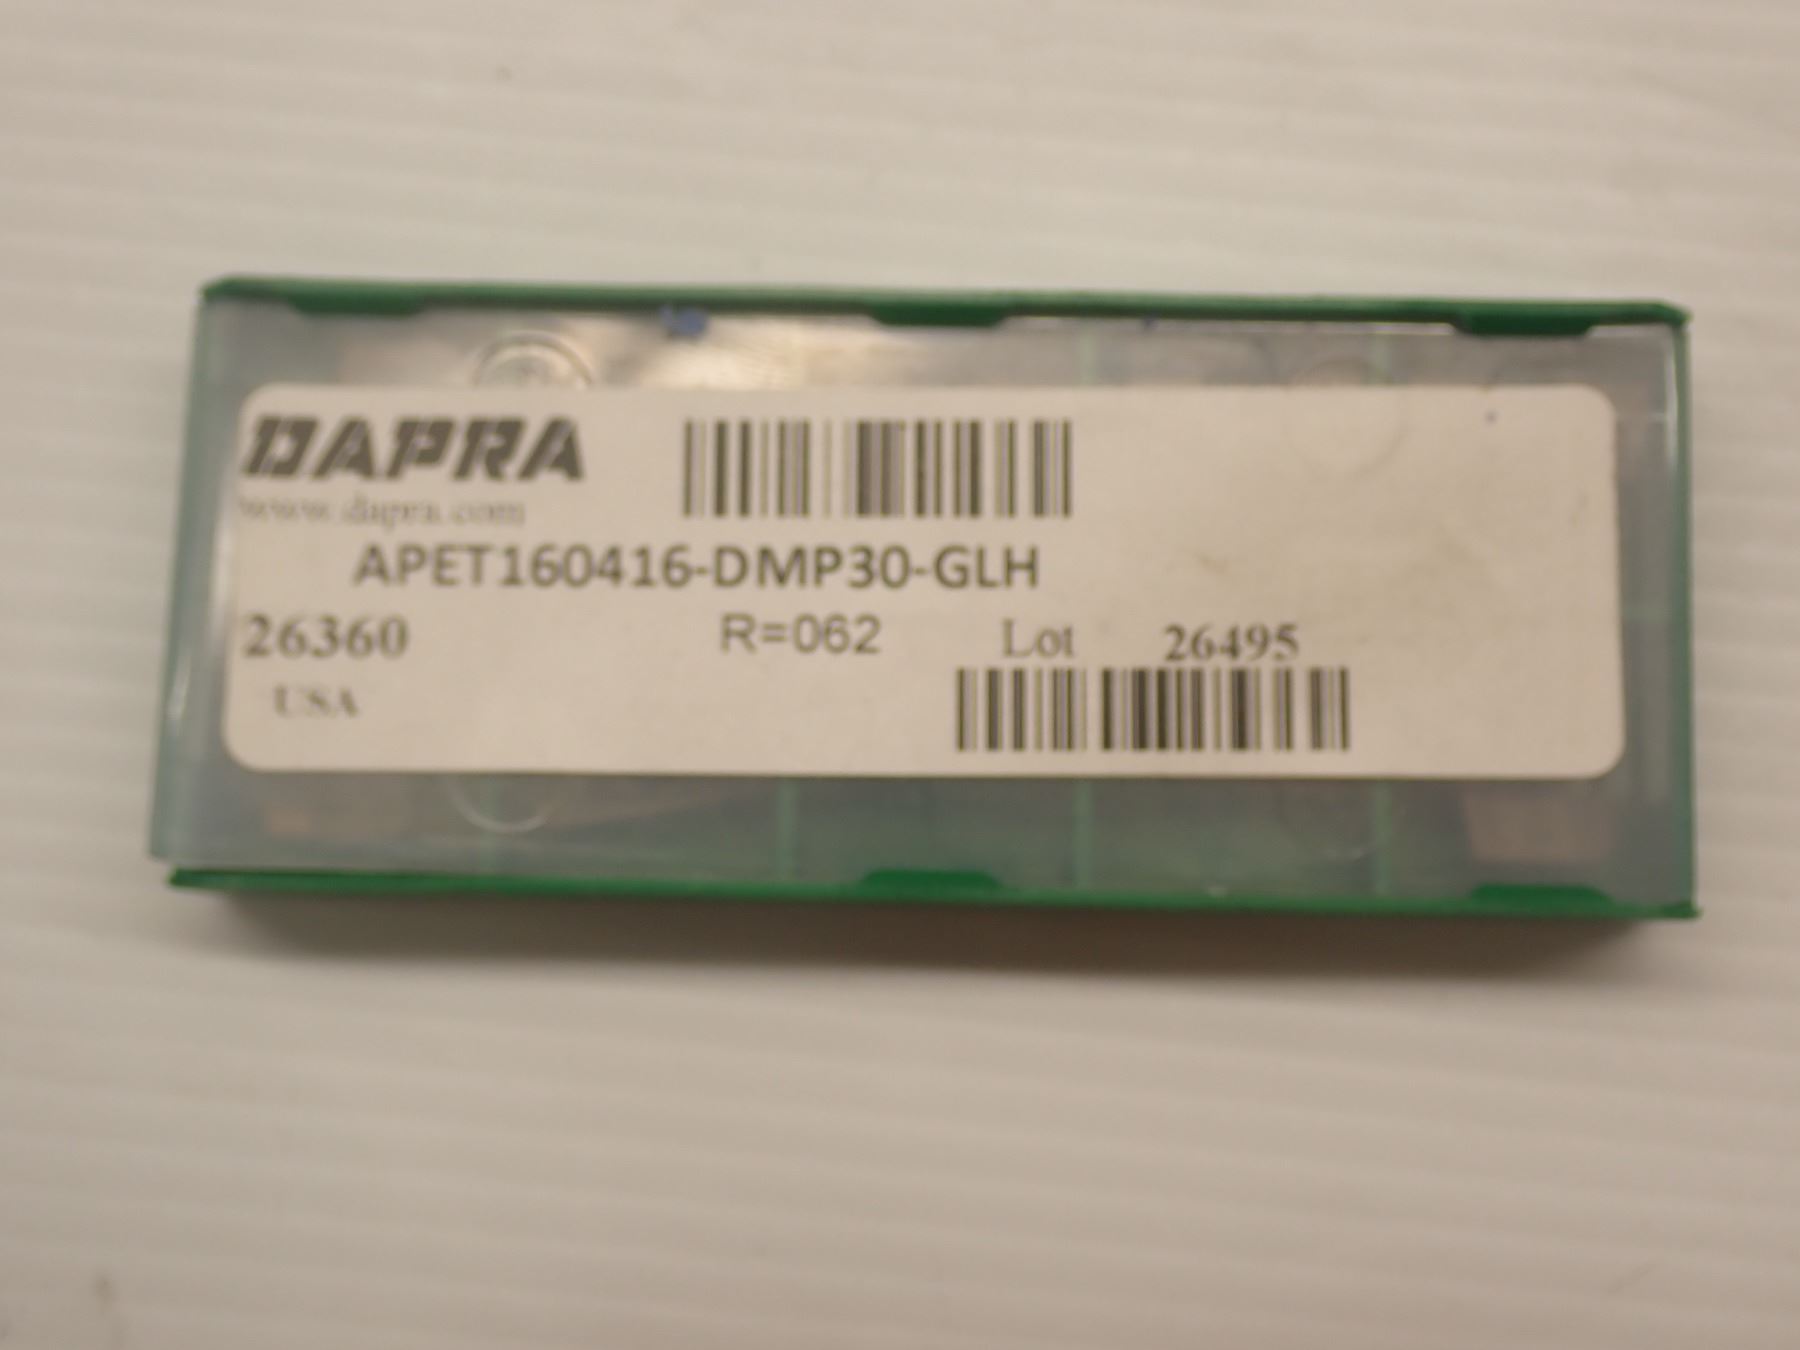 DAPRA
www.dapra.com
APET160416-DMP30-GLH
26360 R=062 Lot 26495
USA